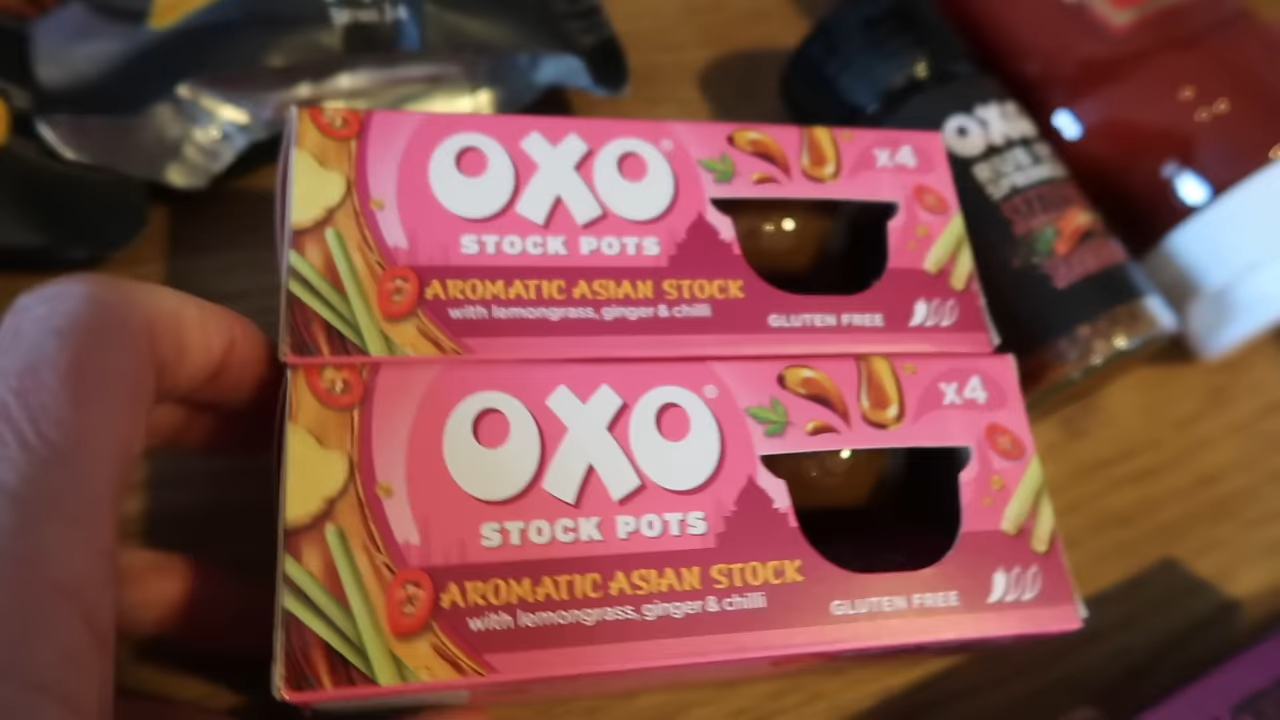 OXO®
STOCK POTS
AROMATIC ASIAN STOCK
with lemongrass, ginger & chilli
x4
GLUTEN FREE
OXO®
STOCK POTS
AROMATIC ASIAN STOCK
with lemongrass, ginger & chilli
x4
GLUTEN FREE
OXO